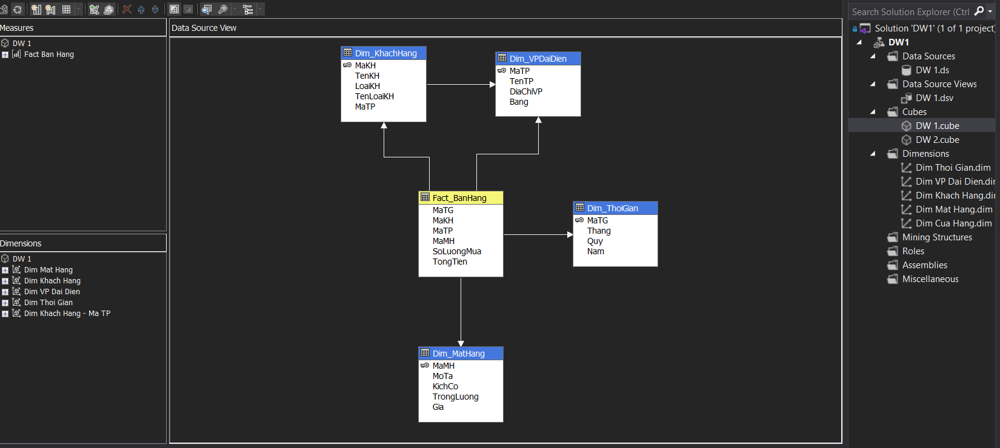 Measures
DW 1
Fact Ban Hang
Dimensions
DW 1
Dim Mat Hang
Dim Khach Hang
Dim VP Dai Dien
Dim Thoi Gian
Dim Khach Hang - Ma TP
Data Source View
Dim_KhachHang
MaKH
TenKH
LoaiKH
TenLoaiKH
MaTP
Dim_VPDaiDien
MaTP
TenTP
DiaChiVP
Bang
Fact_BanHang
MaTG
MaKH
MaTP
MaMH
SoLuongMua
TongTien
Dim_ThoiGian
MaTG
Thang
Quy
Nam
Dim_MatHang
MaMH
MoTa
KichCo
TrongLuong
Gia
Search Solution Explorer (Ctrl
Solution 'DW1' (1 of 1 project)
DW1
Data Sources
DW 1.ds
Data Source Views
DW 1.dsv
Cubes
DW 1.cube
DW 2.cube
Dimensions
Dim Thoi Gian.dim
Dim VP Dai Dien.dir
Dim Khach Hang.di
Dim Mat Hang.dim
Dim Cua Hang.dim
Mining Structures
Roles
Assemblies
Miscellaneous